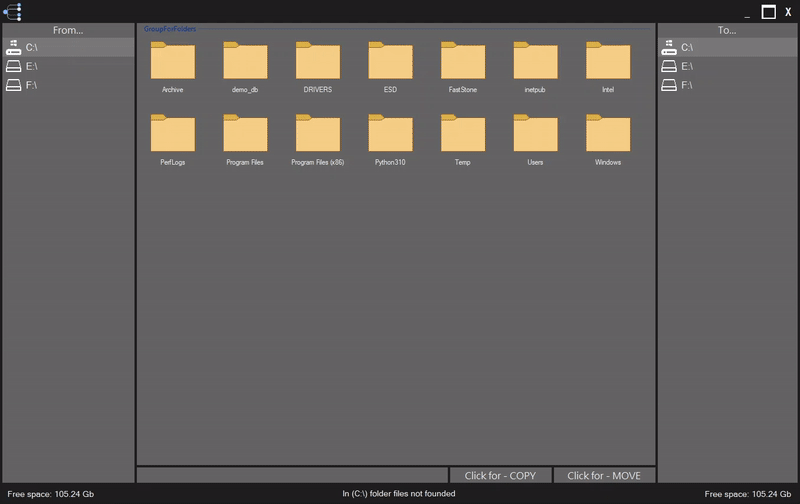 _ X
From...
C:\
E:\
F:\
GroupForFolders
Archive demo_db DRIVERS ESD FastStone inetpub Intel
PerfLogs Program Files Program Files (x86) Python310 Temp Users Windows
To...
C:\
E:\
F:\
Click for - COPY Click for - MOVE
Free space: 105.24 Gb In (C:\) folder files not founded Free space: 105.24 Gb